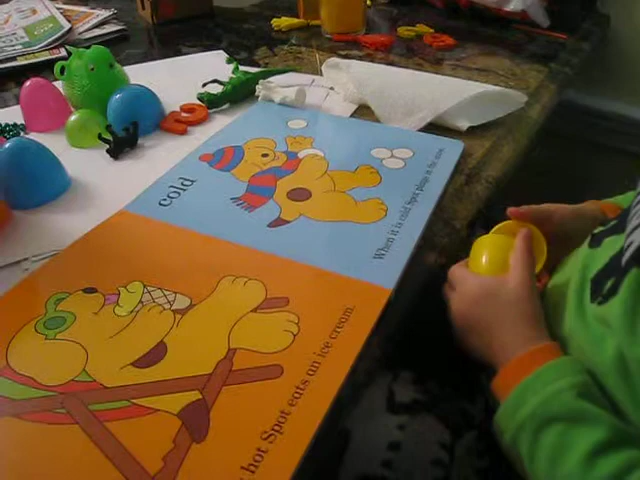 cold
When it is cold Spot plays in the snow.
hot Spot eats an ice cream.